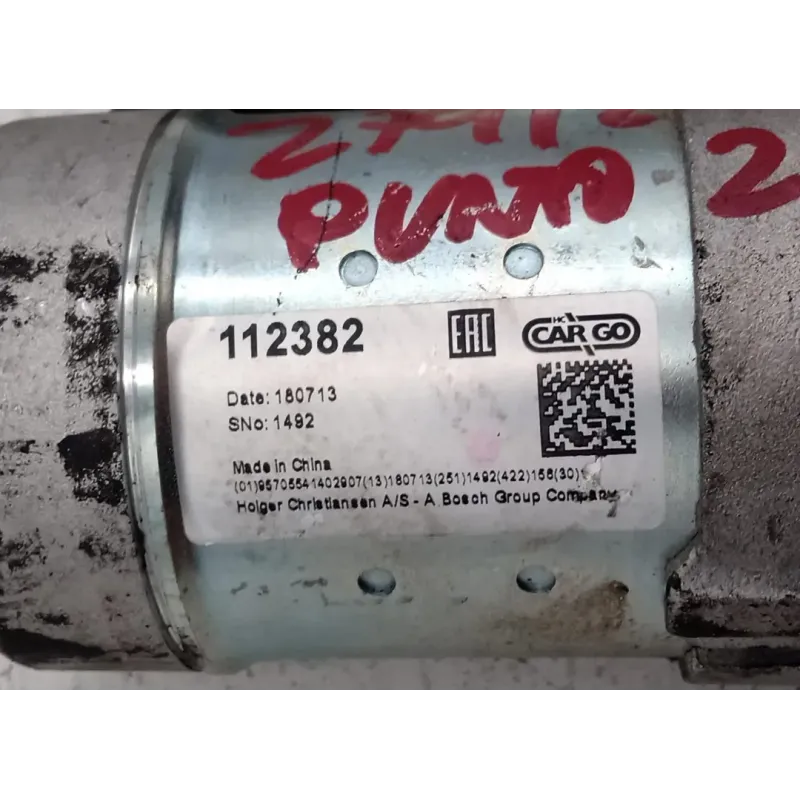 PUNTO 2
112382 EAC HC CARGO
Date: 180713
SNo: 1492
Made in China
(01)95705541402907(13)180713(251)1492(422)156(30)1
Holger Christiansen A/S - A Bosch Group Company